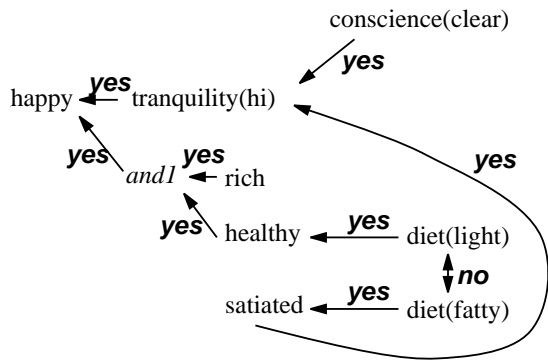 conscience(clear)
yes
yes
happy tranquility(hi)
yes
yes yes
and1 rich
yes yes
healthy diet(light)
no
yes
satiated diet(fatty)